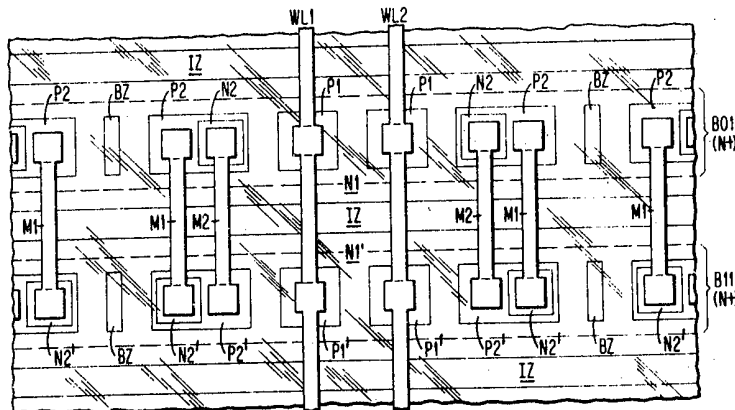 WL1 WL2
IZ
P2 BZ P2 N2 P1 P1 N2 P2 BZ P2
B01
(N+)
N1
M1 M1 M2 IZ M2 M1 M1
N1'
B11
(N+)
N2' BZ N2' P2' P1' P1' P2' N2' BZ N2'
IZ